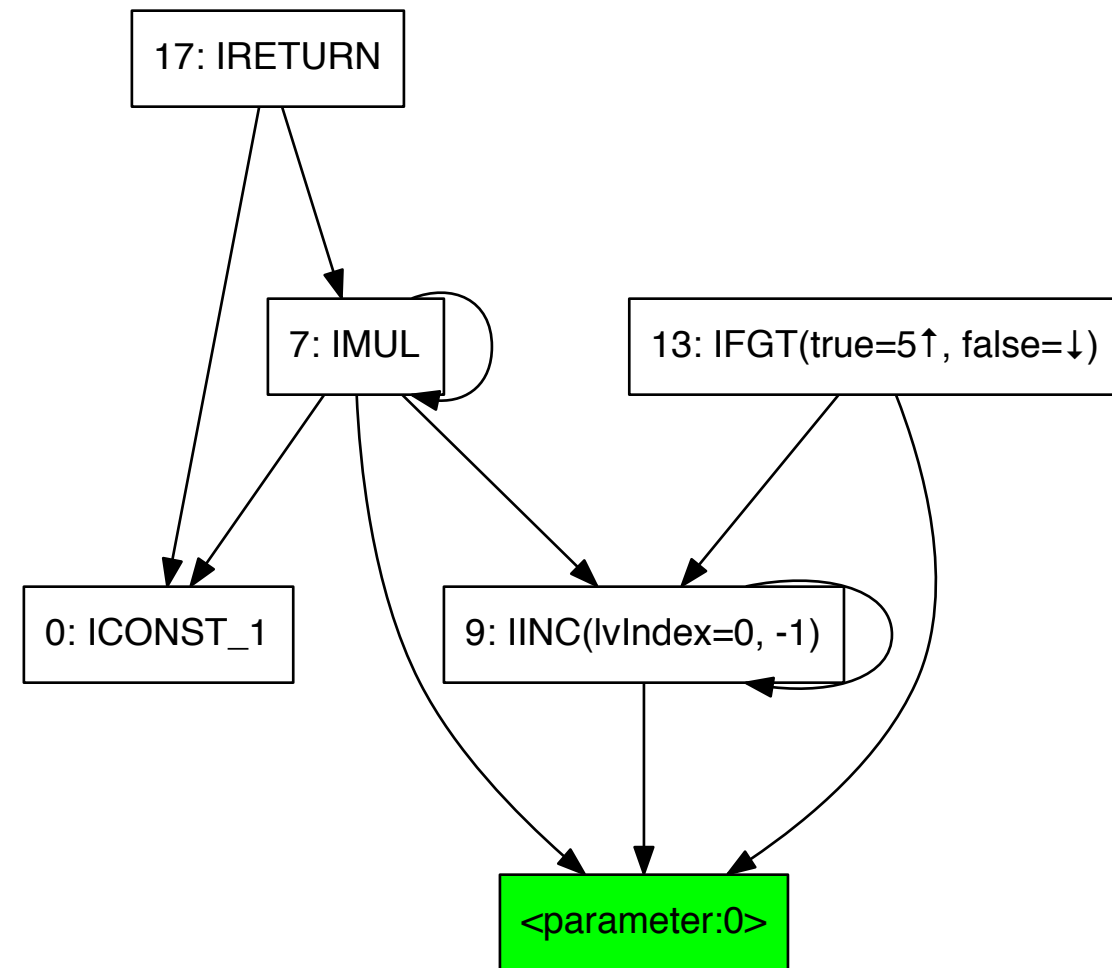 17: IRETURN
7: IMUL
13: IFGT(true=5↑, false=↓)
0: ICONST_1
9: IINC(lvIndex=0, -1)
<parameter:0>